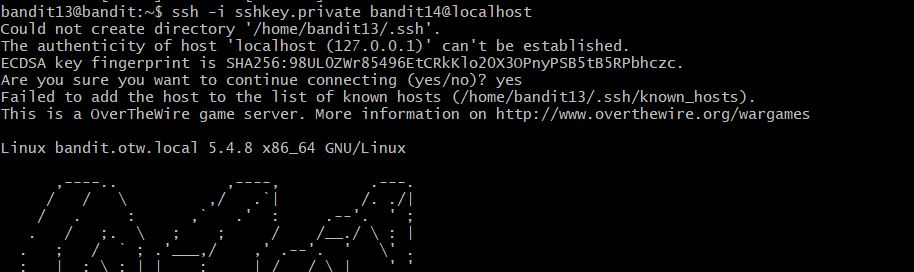 bandit13@bandit:~$ ssh -i sshkey.private bandit14@localhost
Could not create directory '/home/bandit13/.ssh'.
The authenticity of host 'localhost (127.0.0.1)' can't be established.
ECDSA key fingerprint is SHA256:98UL0ZWr85496EtCRkKlo20X3OPnyPSB5tB5RPbhczc.
Are you sure you want to continue connecting (yes/no)? yes
Failed to add the host to the list of known hosts (/home/bandit13/.ssh/known_hosts).
This is a OverTheWire game server. More information on http://www.overthewire.org/wargames
Linux bandit.otw.local 5.4.8 x86_64 GNU/Linux